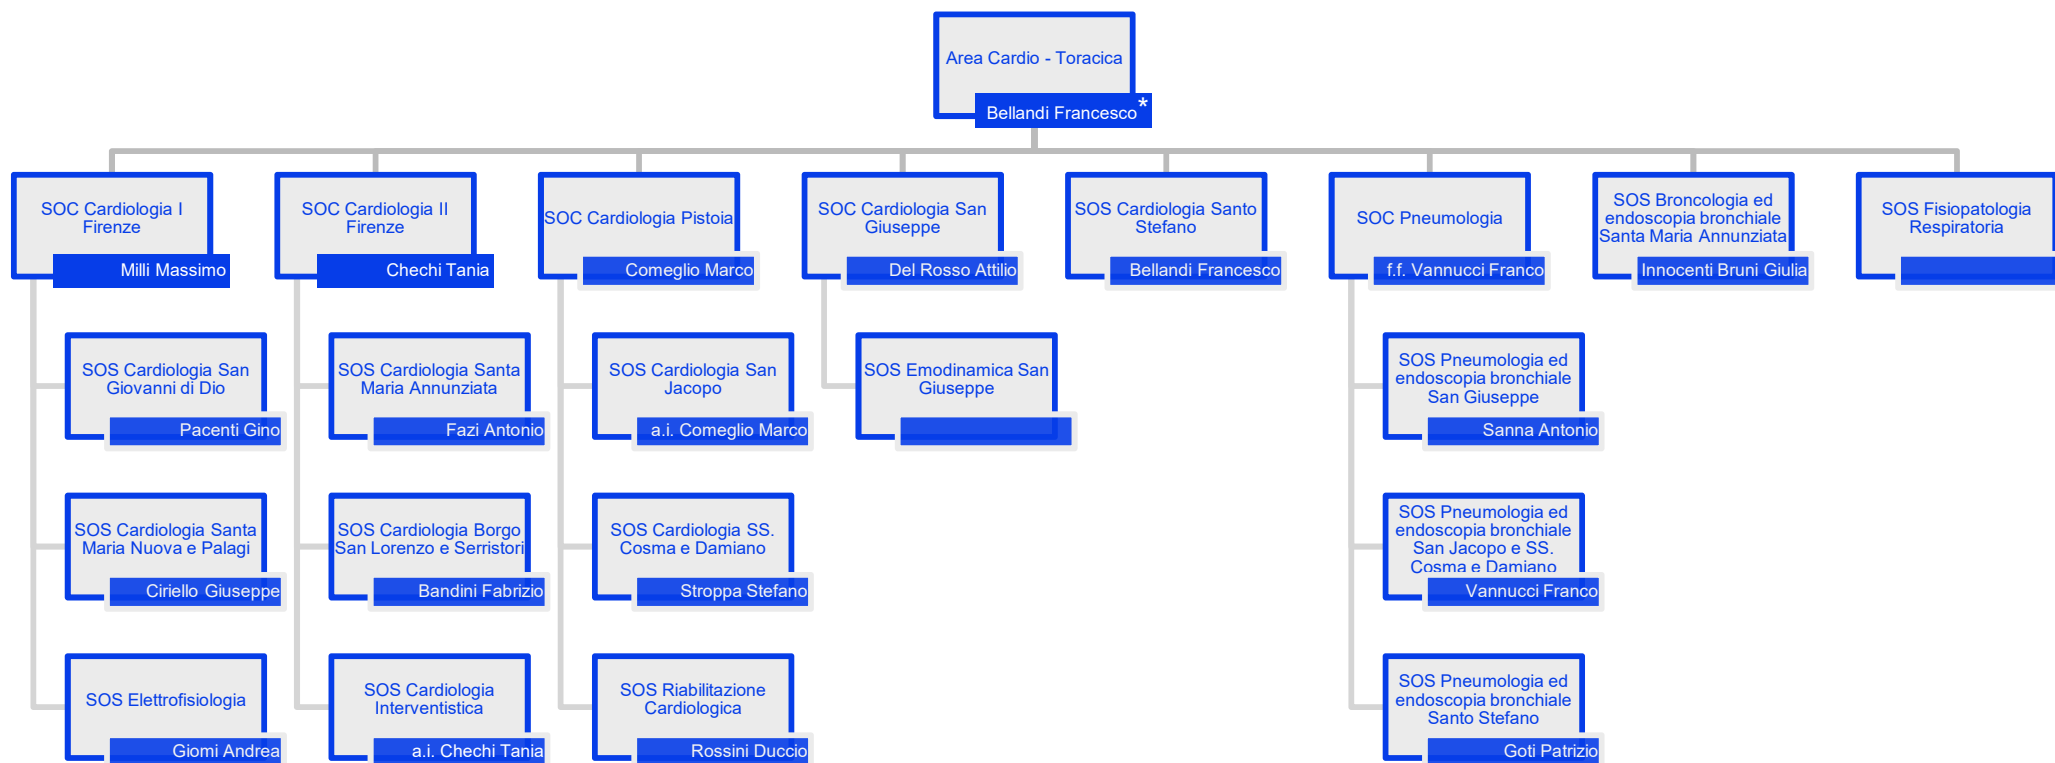 Area Cardio - Toracica
Bellandi Francesco*
SOC Cardiologia I
Firenze
Milli Massimo
SOS Cardiologia San
Giovanni di Dio
Pacenti Gino
SOS Cardiologia Santa
Maria Nuova e Palagi
Ciriello Giuseppe
SOS Elettrofisiologia
Giomi Andrea
SOC Cardiologia II
Firenze
Chechi Tania
SOS Cardiologia Santa
Maria Annunziata
Fazi Antonio
SOS Cardiologia Borgo
San Lorenzo e Serristori
Bandini Fabrizio
SOS Cardiologia
Interventistica
a.i. Chechi Tania
SOC Cardiologia Pistoia
Comeglio Marco
SOS Cardiologia San
Jacopo
a.i. Comeglio Marco
SOS Cardiologia SS.
Cosma e Damiano
Stroppa Stefano
SOS Riabilitazione
Cardiologica
Rossini Duccio
SOC Cardiologia San
Giuseppe
Del Rosso Attilio
SOS Emodinamica San
Giuseppe
SOS Cardiologia Santo
Stefano
Bellandi Francesco
SOC Pneumologia
f.f. Vannucci Franco
SOS Pneumologia ed
endoscopia bronchiale
San Giuseppe
Sanna Antonio
SOS Pneumologia ed
endoscopia bronchiale
San Jacopo e SS.
Cosma e Damiano
Vannucci Franco
SOS Pneumologia ed
endoscopia bronchiale
Santo Stefano
Goti Patrizio
SOS Broncologia ed
endoscopia bronchiale
Santa Maria Annunziata
Innocenti Bruni Giulia
SOS Fisiopatologia
Respiratoria